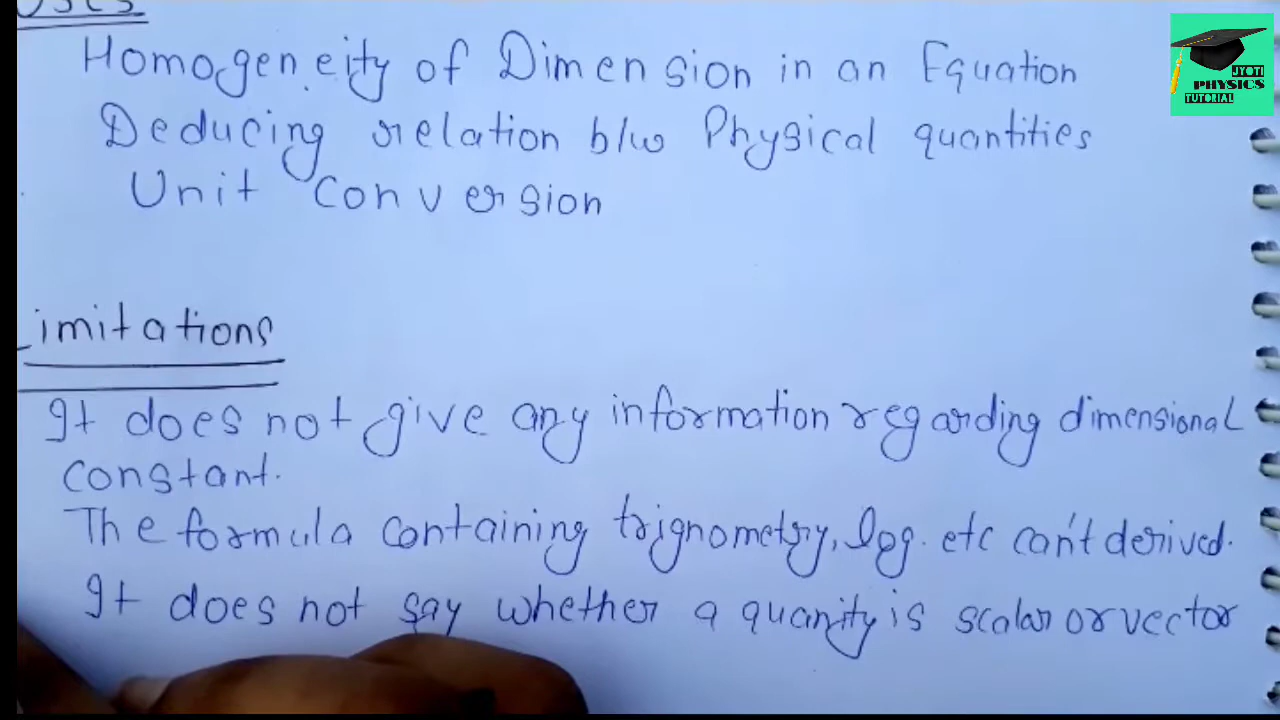 Uses
Homogeneity of Dimension in an Equation
Deducing relation b/w Physical quantities
Unit Conversion
Limitations
It does not give any information regarding dimensional
constant.
The formula containing trignometry, log. etc can't derived.
It does not say whether a quanity is scalar or vector
JYOTI
PHYSICS
TUTORIAL